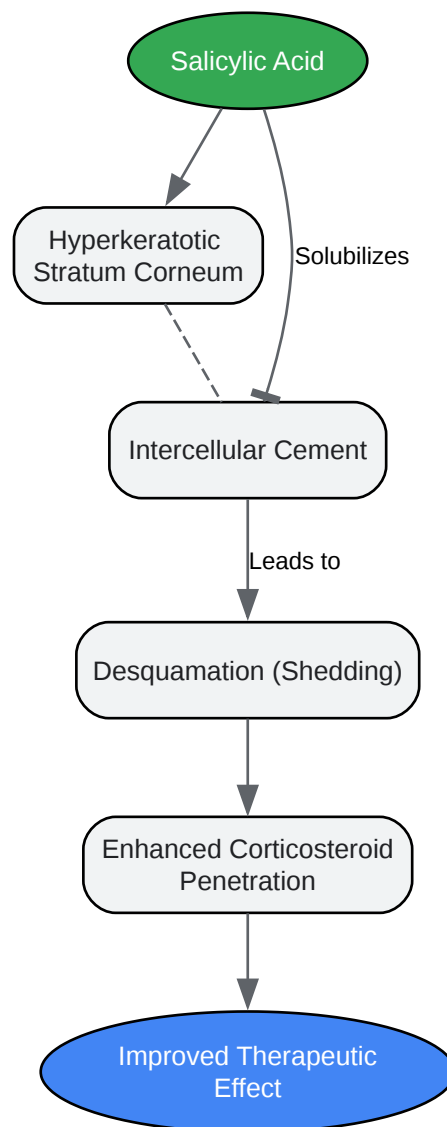 Salicylic Acid
Hyperkeratotic
Stratum Corneum
Solubilizes
Intercellular Cement
Leads to
Desquamation (Shedding)
Enhanced Corticosteroid
Penetration
Improved Therapeutic
Effect